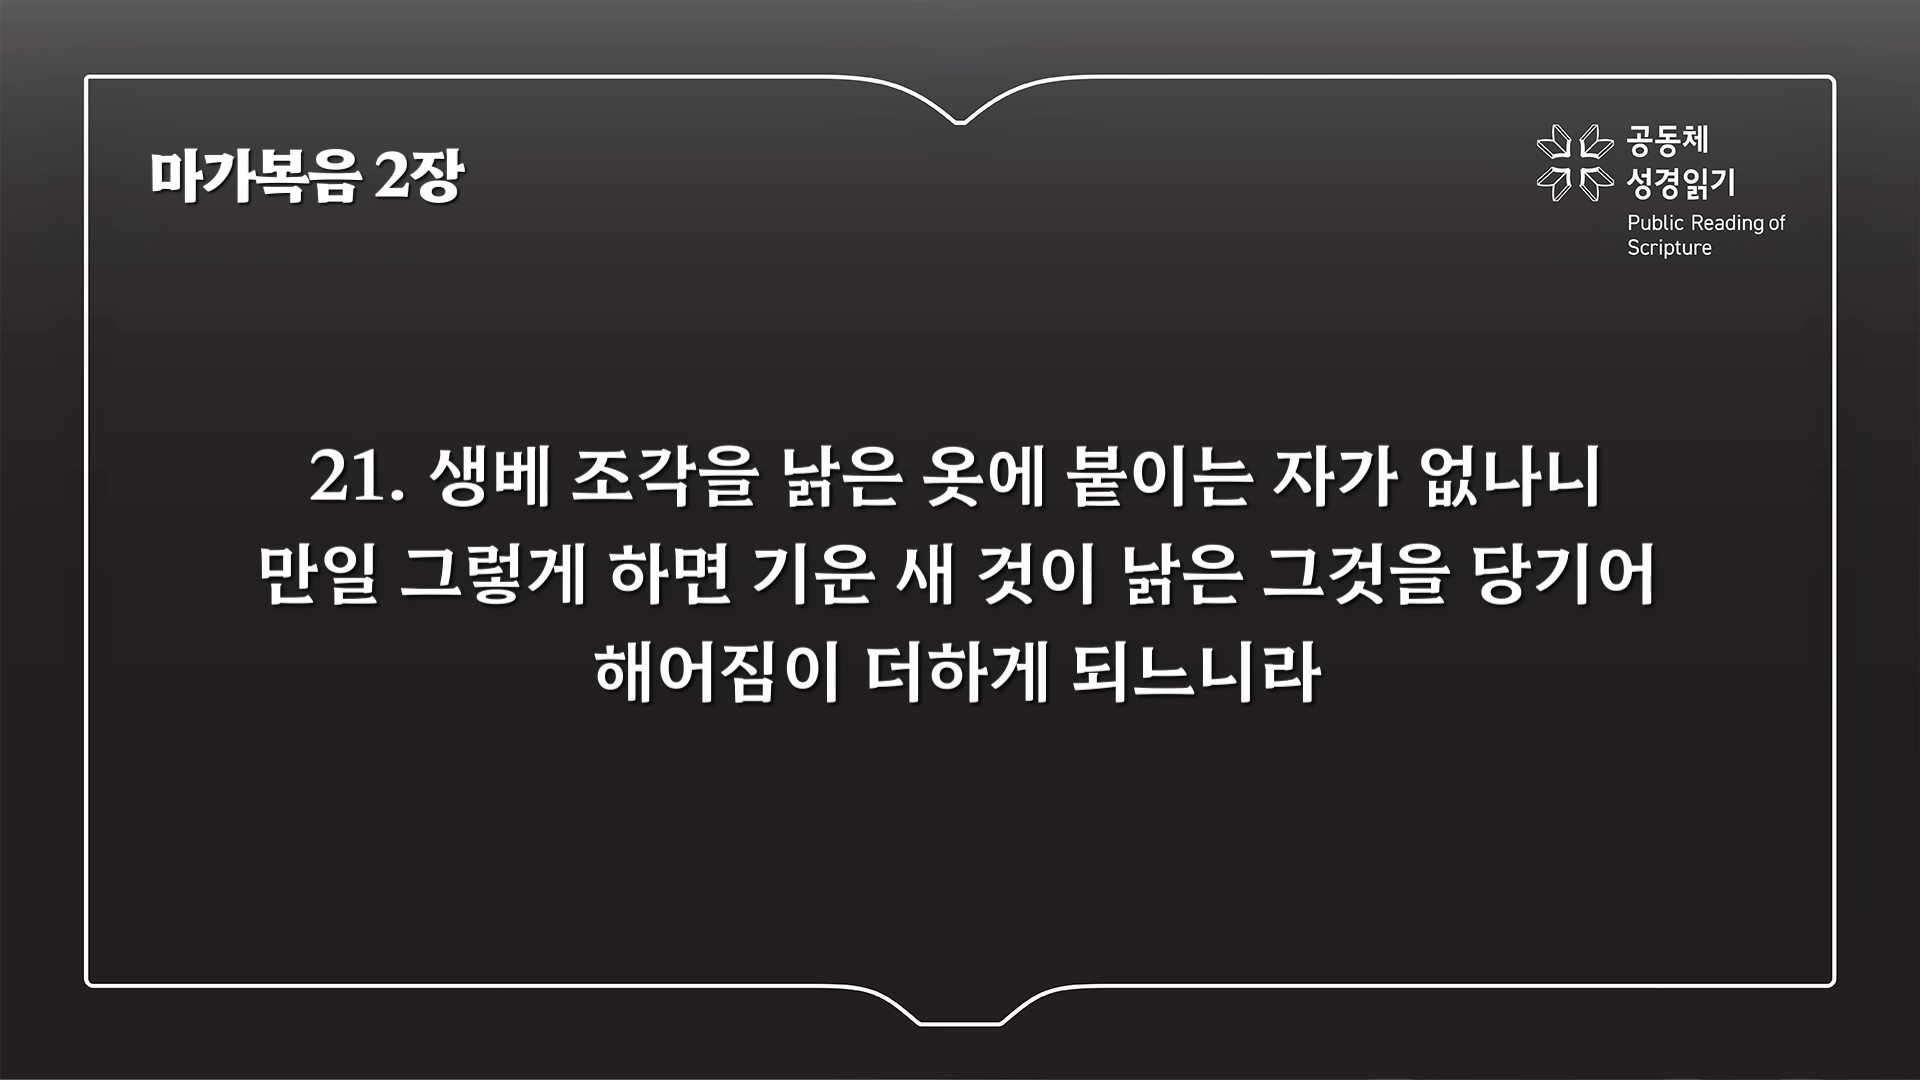 마가복음 2장
공동체
성경읽기
Public Reading of
Scripture
21. 생베 조각을 낡은 옷에 붙이는 자가 없나니
만일 그렇게 하면 기운 새 것이 낡은 그것을 당기어
해어짐이 더하게 되느니라